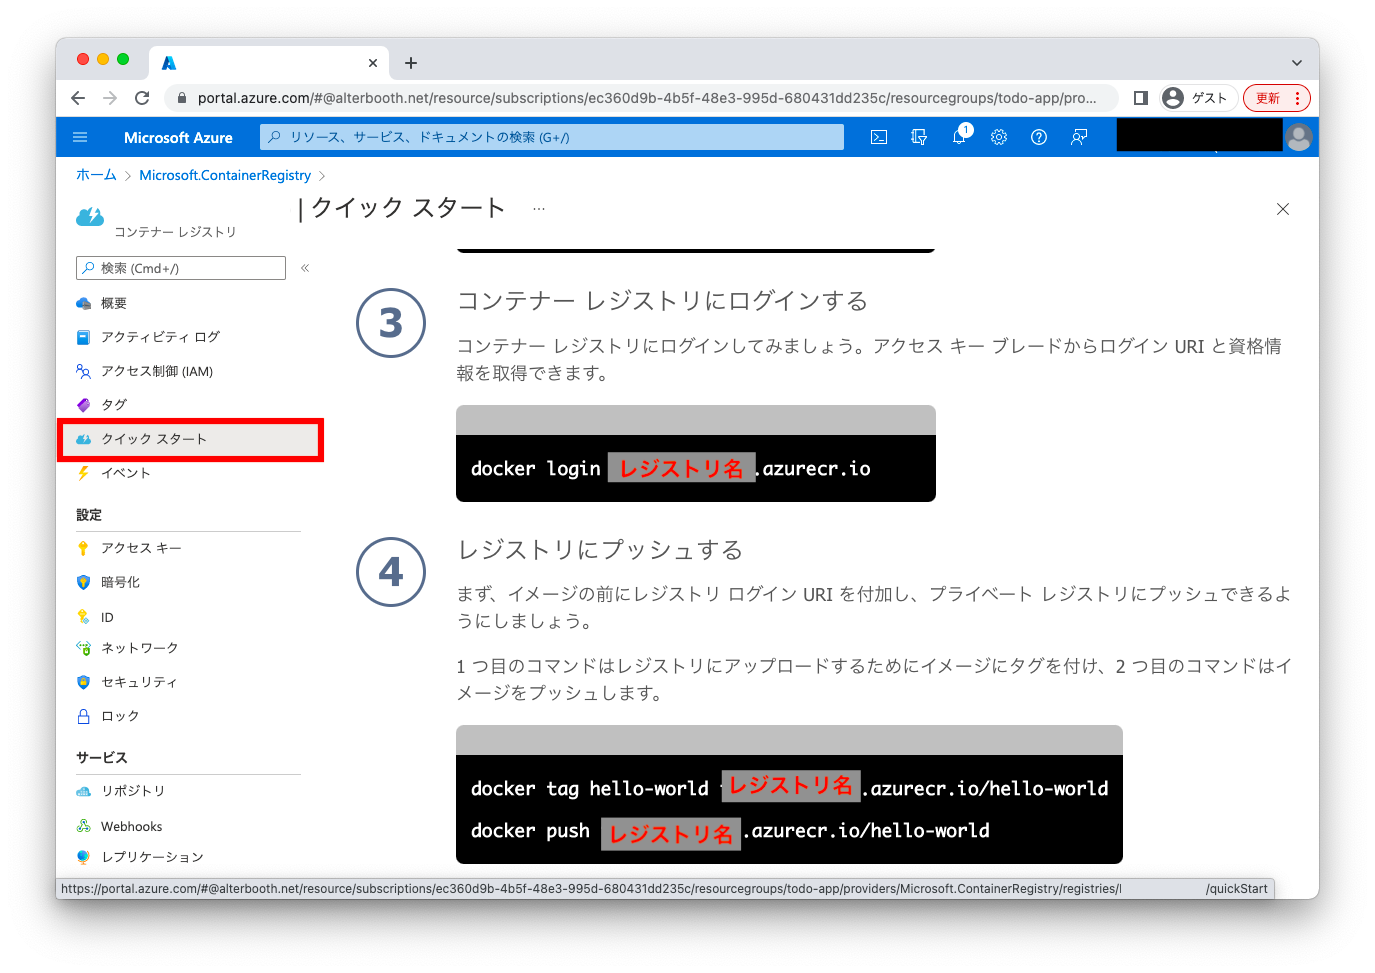 portal.azure.com/#@alterbooth.net/resource/subscriptions/ec360d9b-4b5f-48e3-995d-680431dd235c/resourcegroups/todo-app/pro...
ゲスト
更新
Microsoft Azure
リソース、サービス、ドキュメントの検索 (G+/)
1
ホーム > Microsoft.ContainerRegistry >
| クイック スタート ...
コンテナー レジストリ
検索 (Cmd+/)
«
概要
アクティビティ ログ
アクセス制御 (IAM)
タグ
クイック スタート
イベント
設定
アクセス キー
暗号化
ID
ネットワーク
セキュリティ
ロック
サービス
リポジトリ
Webhooks
レプリケーション
3
コンテナー レジストリにログインする
コンテナー レジストリにログインしてみましょう。アクセス キー ブレードからログイン URI と資格情
報を取得できます。
docker login レジストリ名.azurecr.io
4
レジストリにプッシュする
まず、イメージの前にレジストリ ログイン URI を付加し、プライベート レジストリにプッシュできるよ
うにしましょう。
1 つ目のコマンドはレジストリにアップロードするためにイメージにタグを付け、2 つ目のコマンドはイ
メージをプッシュします。
docker tag hello-world レジストリ名.azurecr.io/hello-world
docker push レジストリ名.azurecr.io/hello-world
https://portal.azure.com/#@alterbooth.net/resource/subscriptions/ec360d9b-4b5f-48e3-995d-680431dd235c/resourcegroups/todo-app/providers/Microsoft.ContainerRegistry/registries/ /quickStart